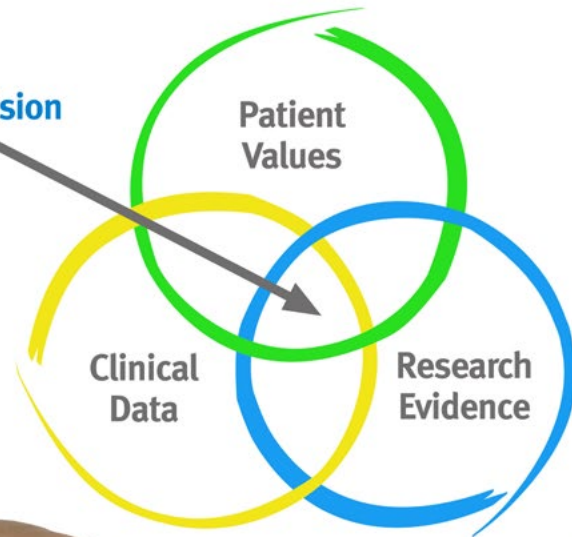 sion
Patient
Values
Clinical
Data
Research
Evidence